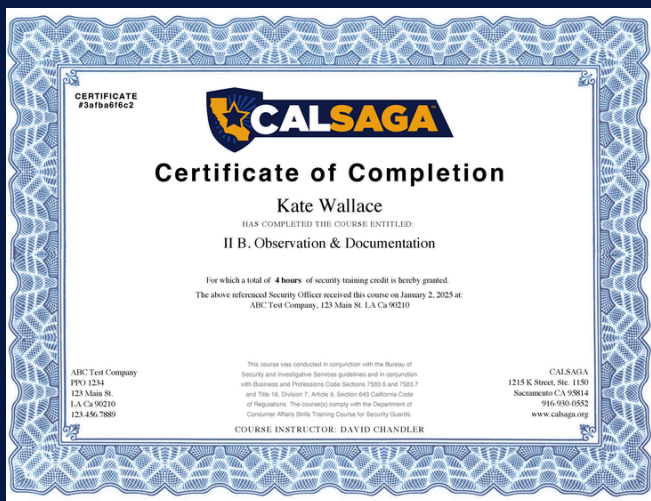 CERTIFICATE
#3afba6f6c2
CALSAGA™
Certificate of Completion
Kate Wallace
HAS COMPLETED THE COURSE ENTITLED:
II B. Observation & Documentation
For which a total of 4 hours of security training credit is hereby granted.
The above referenced Security Officer received this course on January 2, 2025 at:
ABC Test Company, 123 Main St. LA Ca 90210
ABC Test Company
PPO 1234
123 Main St.
LA Ca 90210
123.456.7889
This course was conducted in conjunction with the Bureau of
Security and Investigative Services guidelines and in conjunction
with Business and Professions Code Sections 7583.6 and 7583.7
and Title 16, Division 7, Article 9, Section 643 California Code
of Regulations. The course(s) comply with the Department of
Consumer Affairs Skills Training Course for Security Guards.
COURSE INSTRUCTOR: DAVID CHANDLER
CALSAGA
1215 K Street, Ste. 1150
Sacramento CA 95814
916-930-0552
www.calsaga.org